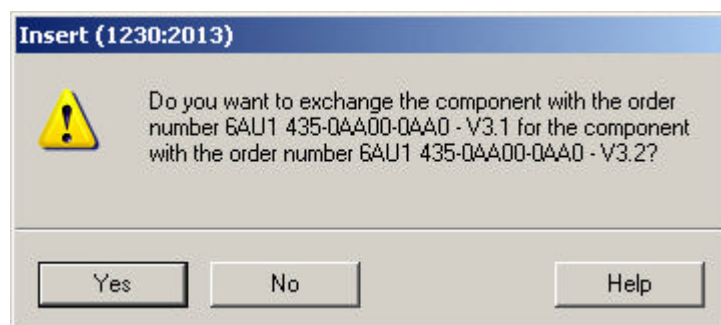 Insert (1230:2013)
Do you want to exchange the component with the order
number 6AU1 435-0AA00-0AA0 - V3.1 for the component
with the order number 6AU1 435-0AA00-0AA0 - V3.2?
Yes
No
Help